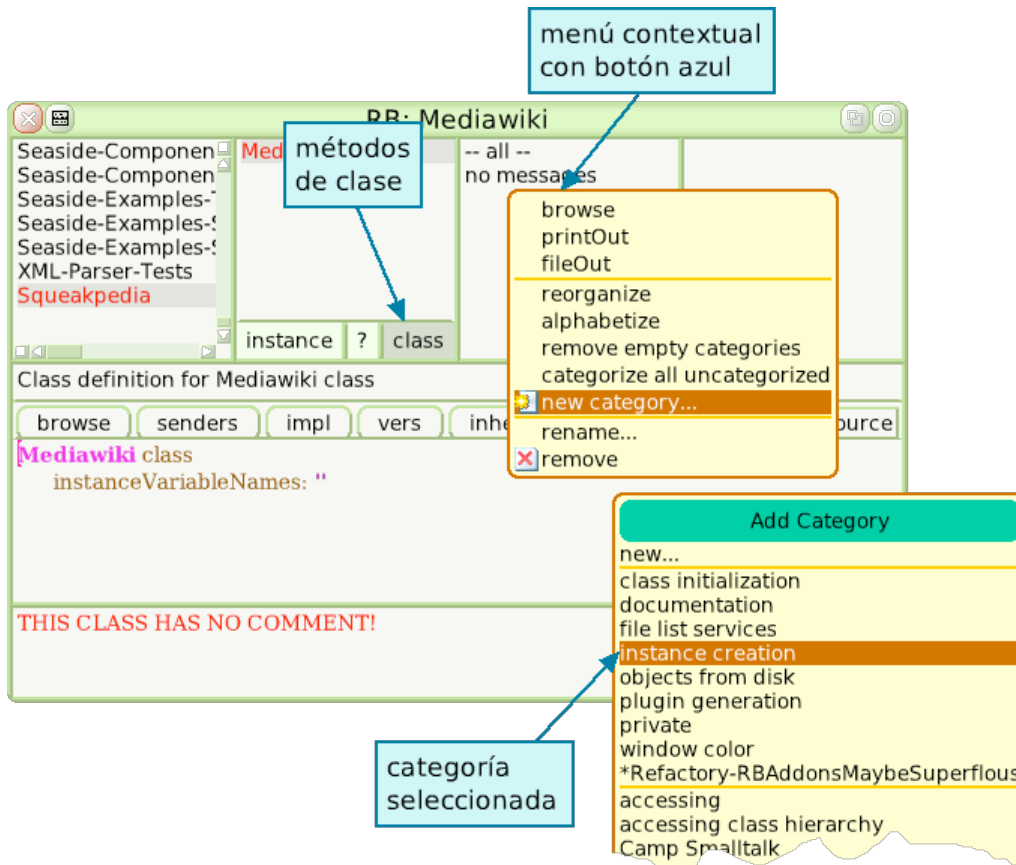 menú contextual
con botón azul
RB: Mediawiki
métodos
de clase
Seaside-Componen
Seaside-Componen
Seaside-Examples-
Seaside-Examples-
Seaside-Examples-
XML-Parser-Tests
Squeakpedia
Med
instance ? class
-- all --
no messages
browse
printOut
fileOut
reorganize
alphabetize
remove empty categories
categorize all uncategorized
new category...
rename...
remove
Class definition for Mediawiki class
browse senders impl vers inhe ource
Mediawiki class
instanceVariableNames: ''
THIS CLASS HAS NO COMMENT!
Add Category
new...
class initialization
documentation
file list services
instance creation
objects from disk
plugin generation
private
window color
*Refactory-RBAddonsMaybeSuperflous
accessing
accessing class hierarchy
Camp Smalltalk
categoría
seleccionada